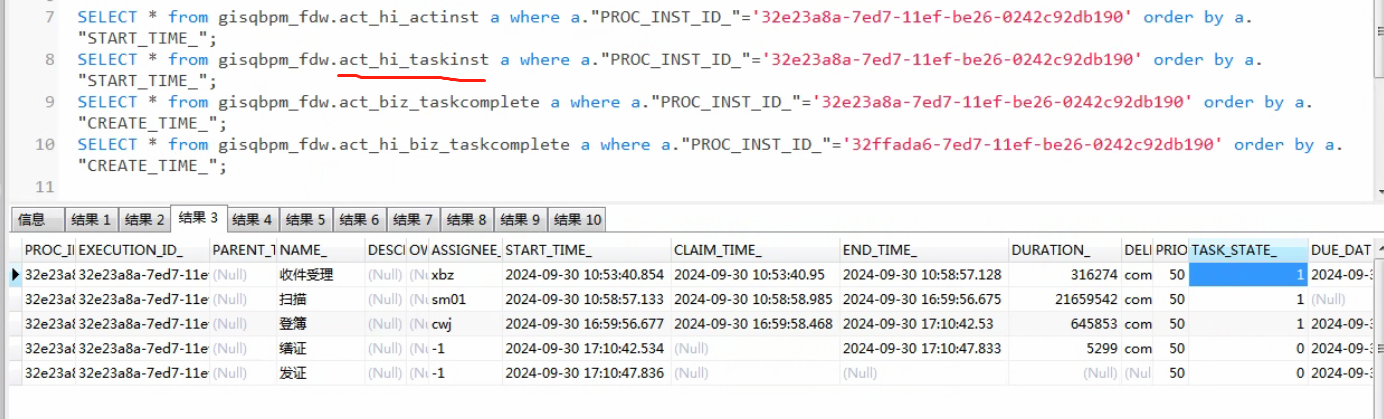 7 SELECT * from gisqbpm_fdw.act_hi_actinst a where a."PROC_INST_ID_"='32e23a8a-7ed7-11ef-be26-0242c92db190' order by a.
"START_TIME_";
8 SELECT * from gisqbpm_fdw.act_hi_taskinst a where a."PROC_INST_ID_"='32e23a8a-7ed7-11ef-be26-0242c92db190' order by a.
"START_TIME_";
9 SELECT * from gisqbpm_fdw.act_biz_taskcomplete a where a."PROC_INST_ID_"='32e23a8a-7ed7-11ef-be26-0242c92db190' order by a.
"CREATE_TIME_";
10 SELECT * from gisqbpm_fdw.act_hi_biz_taskcomplete a where a."PROC_INST_ID_"='32ffada6-7ed7-11ef-be26-0242c92db190' order by a.
"CREATE_TIME_";
11
信息 结果 1 结果 2 结果 3 结果 4 结果 5 结果 6 结果 7 结果 8 结果 9 结果 10
PROC_II EXECUTION_ID_ PARENT_T NAME_ DESCI OW ASSIGNEE_ START_TIME_ CLAIM_TIME_ END_TIME_ DURATION_ DELI PRIO TASK_STATE_ DUE_DAT
32e23a8 32e23a8a-7ed7-11e (Null) 收件受理 (Null) (Nu xbz 2024-09-30 10:53:40.854 2024-09-30 10:53:40.95 2024-09-30 10:58:57.128 316274 com 50 1 2024-09-3
32e23a8 32e23a8a-7ed7-11e (Null) 扫描 (Null) (Nu sm01 2024-09-30 10:58:57.133 2024-09-30 10:58:58.985 2024-09-30 16:59:56.675 21659542 com 50 1 (Null)
32e23a8 32e23a8a-7ed7-11e (Null) 登簿 (Null) (Nu cwj 2024-09-30 16:59:56.677 2024-09-30 16:59:58.468 2024-09-30 17:10:42.53 645853 com 50 1 2024-09-3
32e23a8 32e23a8a-7ed7-11e (Null) 缮证 (Null) (Nu -1 2024-09-30 17:10:42.534 (Null) 2024-09-30 17:10:47.833 5299 com 50 0 2024-09-3
32e23a8 32e23a8a-7ed7-11e (Null) 发证 (Null) (Nu -1 2024-09-30 17:10:47.836 (Null) (Null) (Null) (Nul 50 0 2024-09-3